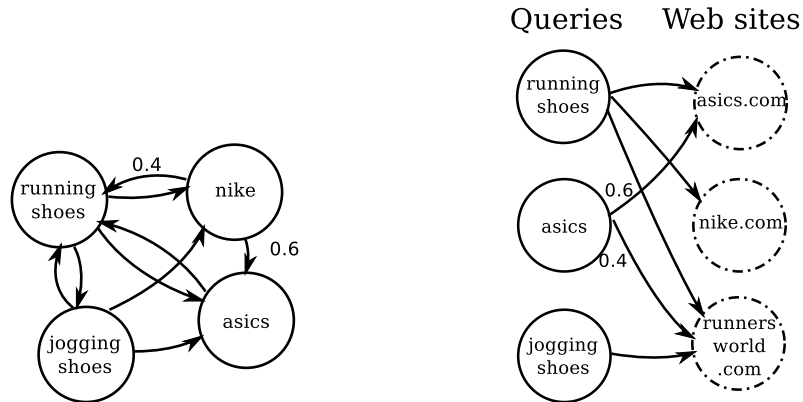 Queries Web sites
running
shoes
asics.com
0.4
running
shoes
nike
0.6
asics
nike.com
0.6
0.4
asics
jogging
shoes
jogging
shoes
runners
world
.com